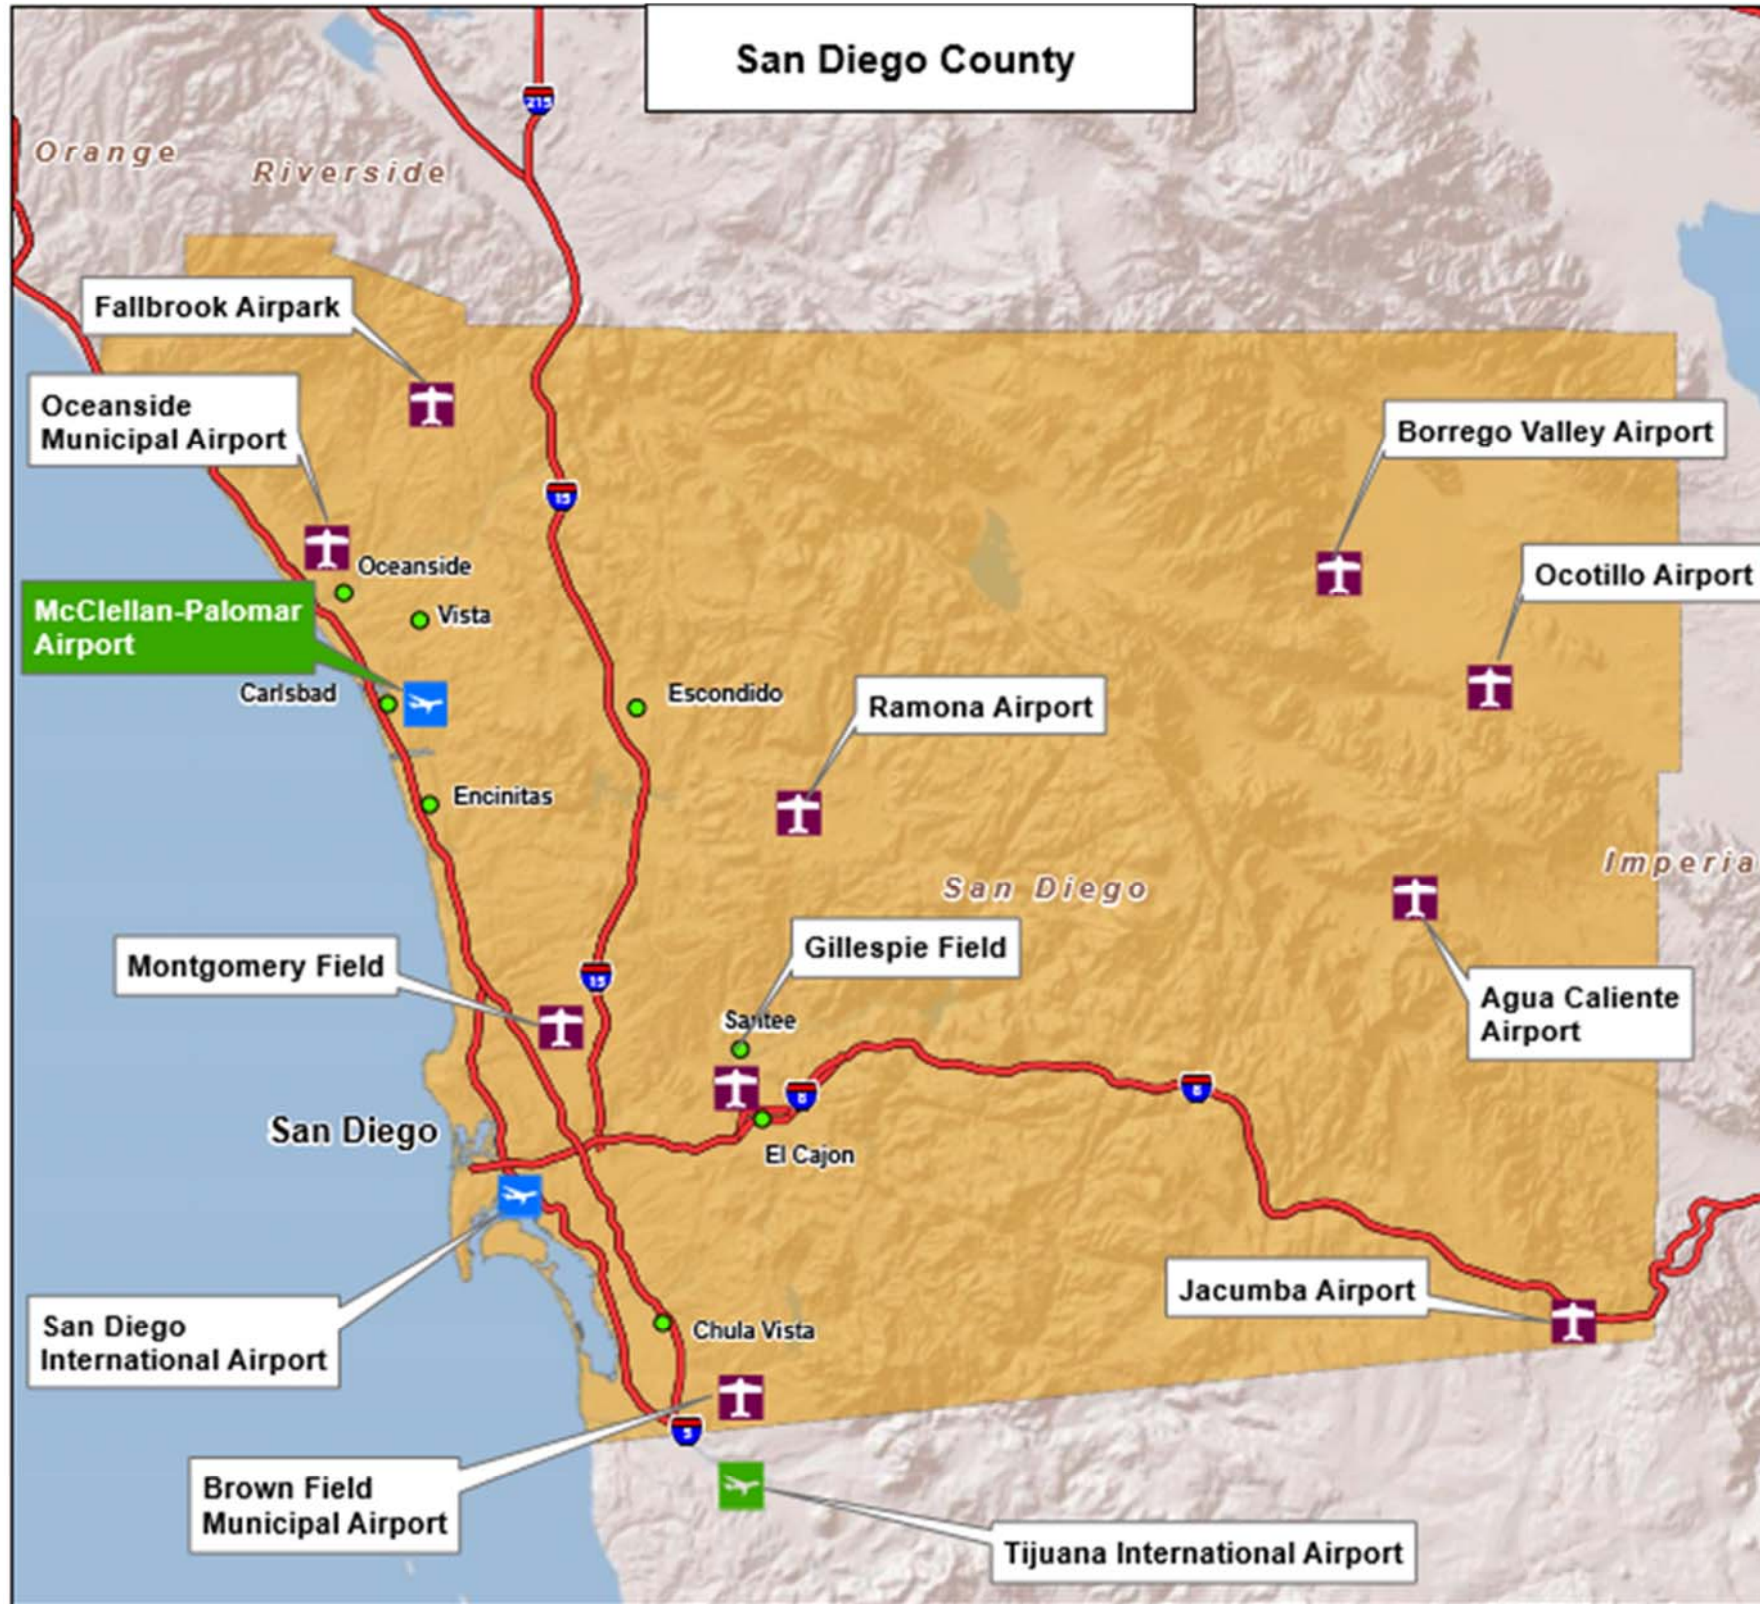 San Diego County
215
Orange
Riverside
Fallbrook Airpark
Oceanside
Municipal Airport
Borrego Valley Airport
15
Oceanside
Ocotillo Airport
McClellan-Palomar
Airport
Vista
Carlsbad
Escondido
Ramona Airport
Encinitas
Imperia
San Diego
Gillespie Field
Montgomery Field
15
Agua Caliente
Airport
Santee
8
8
San Diego
El Cajon
Jacumba Airport
San Diego
International Airport
Chula Vista
5
Brown Field
Municipal Airport
Tijuana International Airport